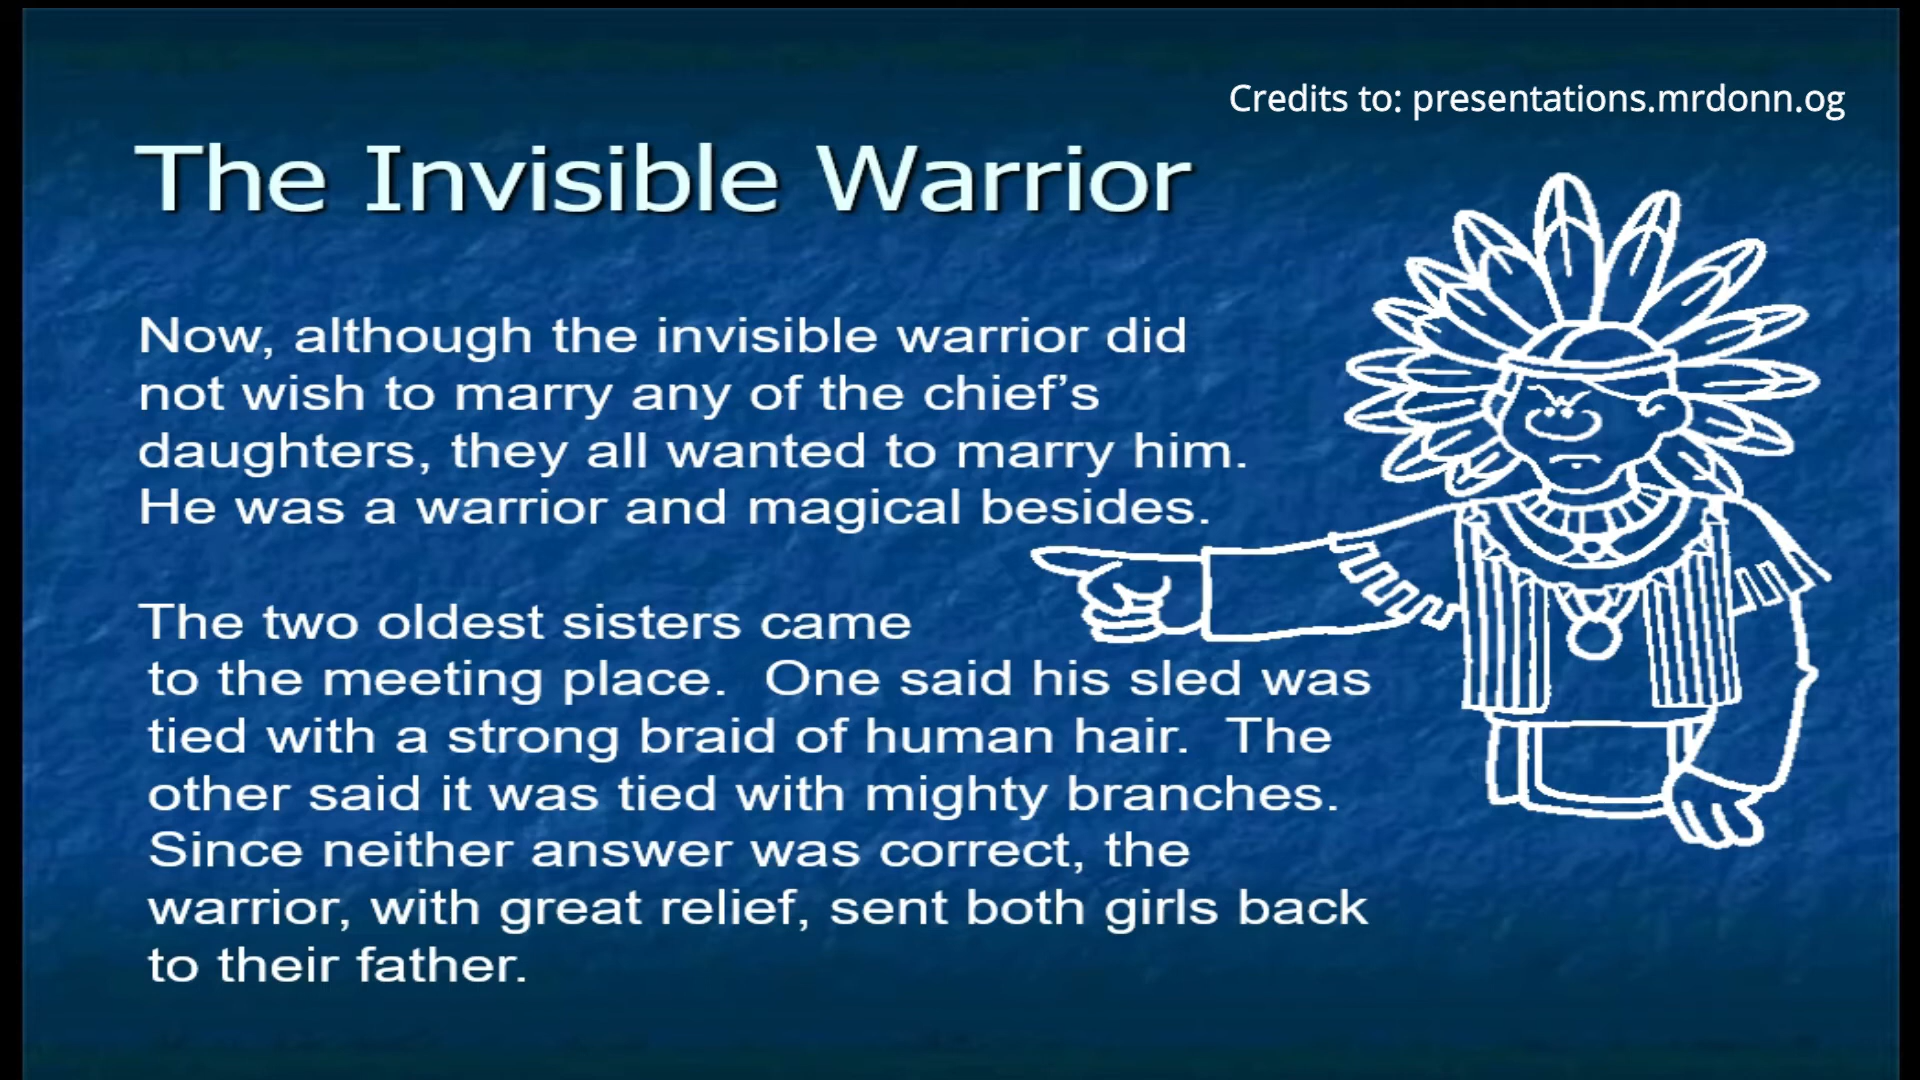 Credits to: presentations.mrdonn.og
The Invisible Warrior
Now, although the invisible warrior did
not wish to marry any of the chief’s
daughters, they all wanted to marry him.
He was a warrior and magical besides.
The two oldest sisters came
to the meeting place.  One said his sled was
tied with a strong braid of human hair.  The
other said it was tied with mighty branches.
Since neither answer was correct, the
warrior, with great relief, sent both girls back
to their father.